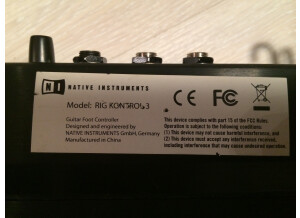 NI NATIVE INSTRUMENTS
CE FC
Model: RIG KONTROL 3
Guitar Foot Controller
Designed and engineered by
NATIVE INSTRUMENTS GmbH, Germany
Manufactured in China
This device complies with part 15 of the FCC Rules.
Operation is subject to the following conditions:
(1) This device may not cause harmful interference, and
(2) This device must accept any interference received,
including interference that may cause undesired operation.